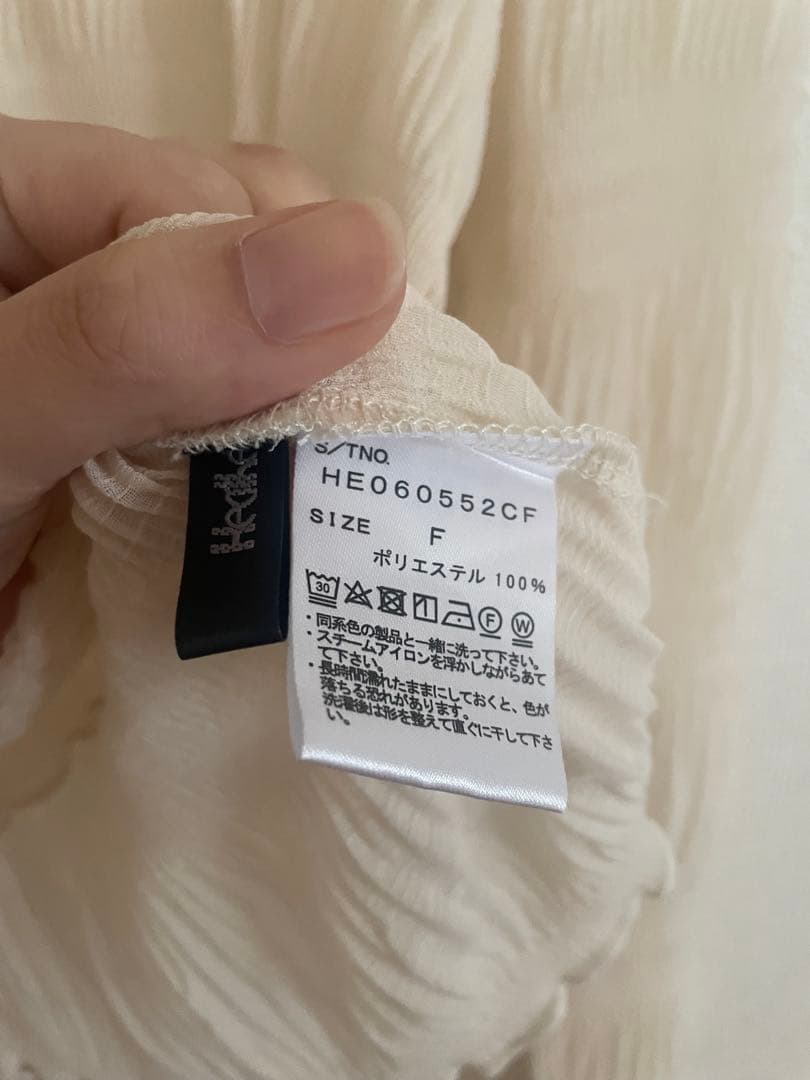 S/TNO.
HE060552CF
SIZE F
ポリエステル 100%
30 F W
・同系色の製品と一緒に洗って下さい。
・スチームアイロンを浮かしながらあて
て下さい。
・長時間濡れたままにしておくと、色が
落ちる恐れがあります。
洗濯後は形を整えて直ぐに干して下さ
い。